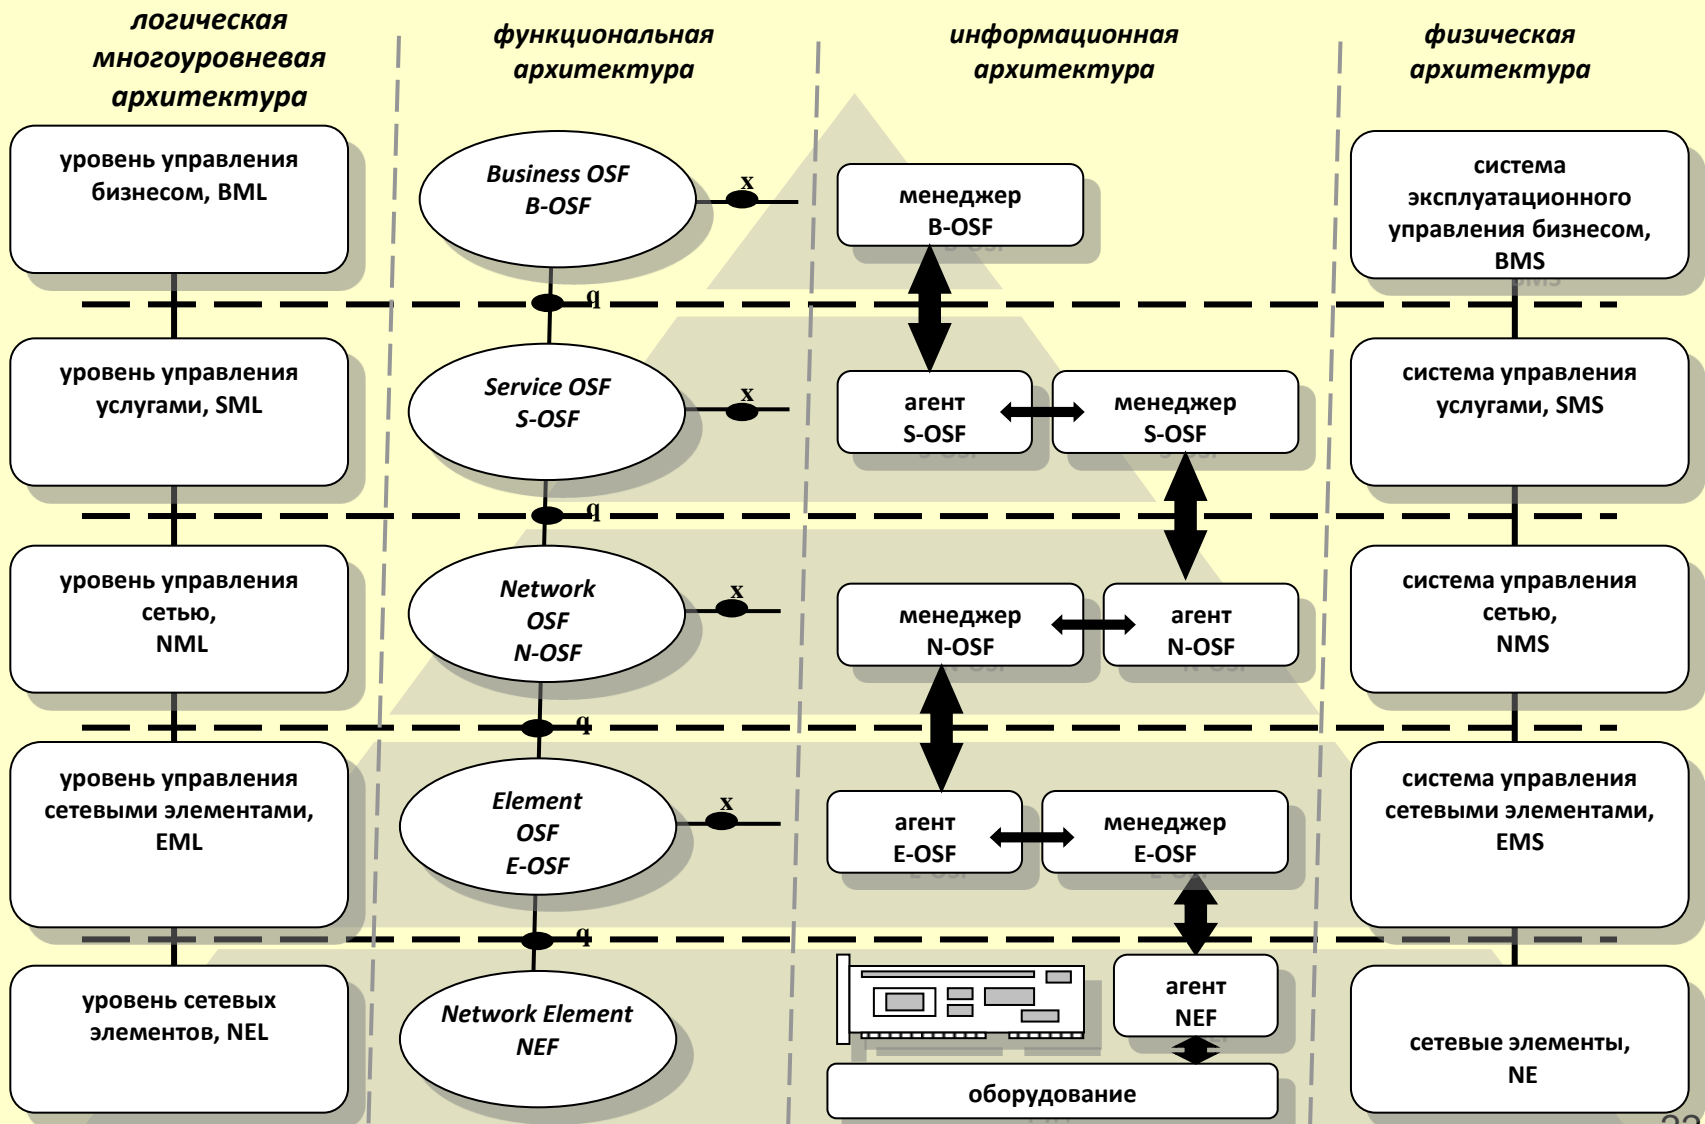 логическая
многоуровневая
архитектура
функциональная
архитектура
информационная
архитектура
физическая
архитектура
уровень управления
бизнесом, BML
Business OSF
B-OSF
x
менеджер
B-OSF
система
эксплуатационного
управления бизнесом,
BMS
q
уровень управления
услугами, SML
Service OSF
S-OSF
x
агент
S-OSF
менеджер
S-OSF
система управления
услугами, SMS
q
уровень управления
сетью,
NML
Network
OSF
N-OSF
x
менеджер
N-OSF
агент
N-OSF
система управления
сетью,
NMS
q
уровень управления
сетевыми элементами,
EML
Element
OSF
E-OSF
x
агент
E-OSF
менеджер
E-OSF
система управления
сетевыми элементами,
EMS
q
уровень сетевых
элементов, NEL
Network Element
NEF
агент
NEF
оборудование
сетевые элементы,
NE